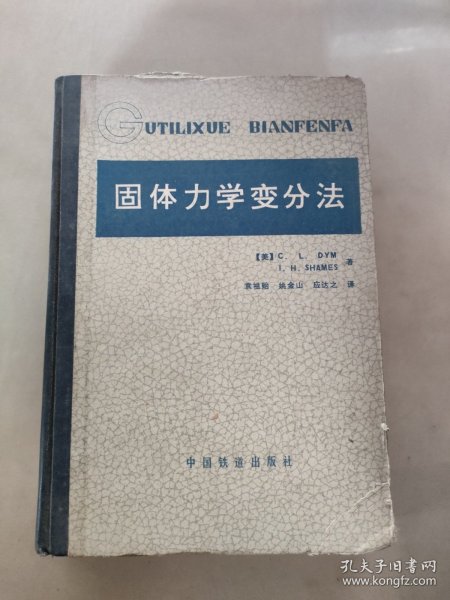 GUTILIXUE BIANFENFA
固体力学变分法
【美】C. L. DYM
I. H. SHAMES 著
袁祖贻 姚金山 应达之 译
中国铁道出版社
孔夫子旧书网
www.kongfz.com